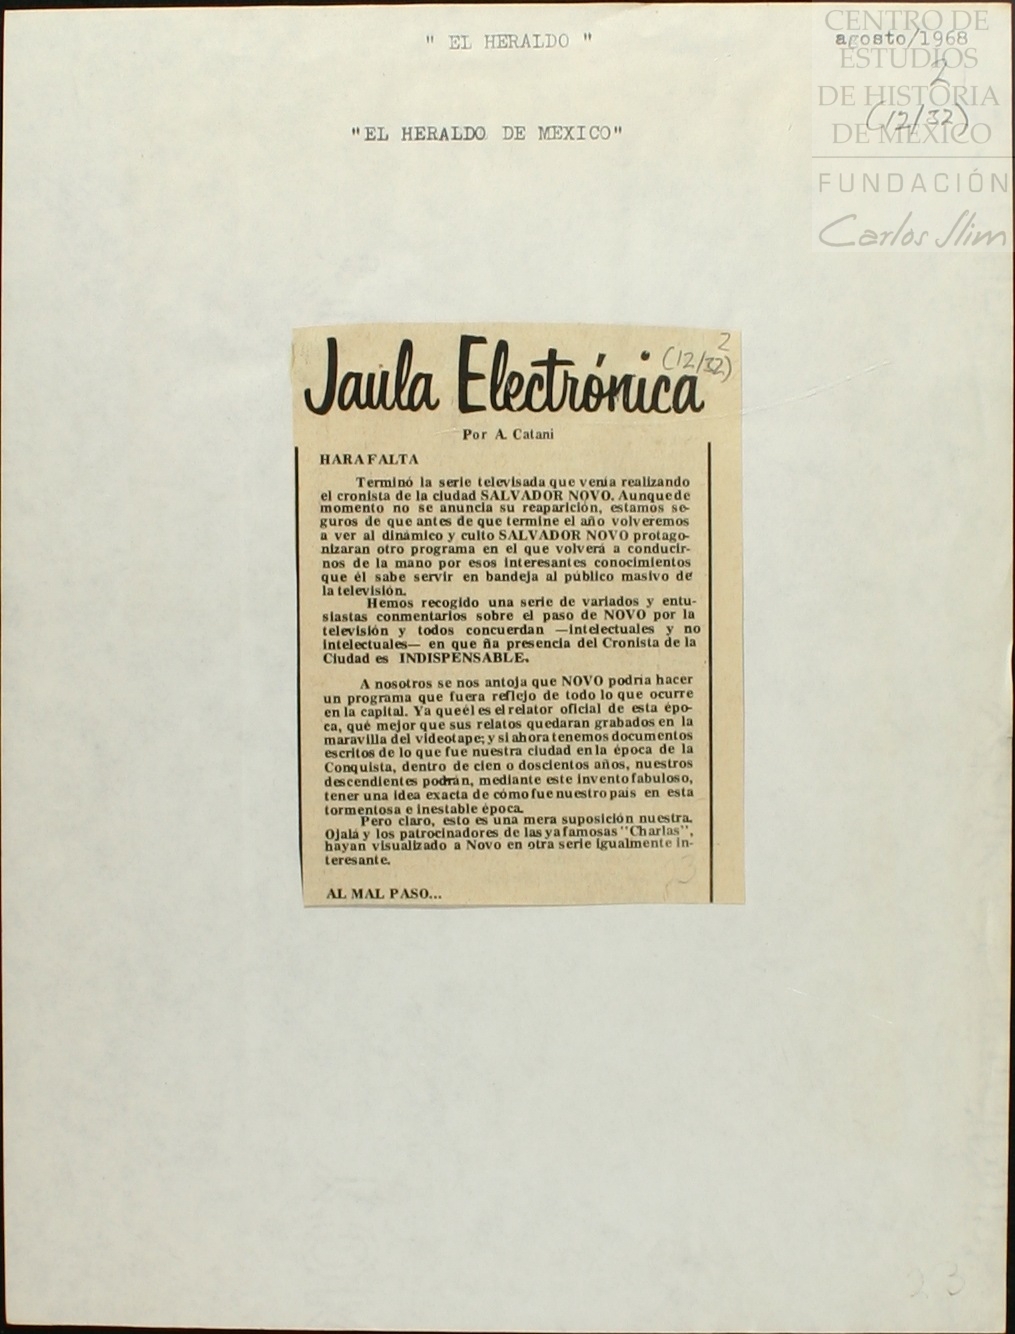 " EL HERALDO "
agosto/1968
2
(12/32)
"EL HERALDO DE MEXICO"
CENTRO DE
ESTUDIOS
DE HISTORIA
DE MÉXICO
FUNDACIÓN
Carlos Slim
2
(12/32)
Jaula Electrónica
Por A. Catani
HARA FALTA
Terminó la serie televisada que venía realizando
el cronista de la ciudad SALVADOR NOVO. Aunque de
momento no se anuncia su reaparición, estamos se-
guros de que antes de que termine el año volveremos
a ver al dinámico y culto SALVADOR NOVO protago-
nizaran otro programa en el que volverá a conducir-
nos de la mano por esos interesantes conocimientos
que él sabe servir en bandeja al público masivo de
la televisión.
Hemos recogido una serie de variados y entu-
siastas conmentarios sobre el paso de NOVO por la
televisión y todos concuerdan —intelectuales y no
intelectuales— en que ña presencia del Cronista de la
Ciudad es INDISPENSABLE.
A nosotros se nos antoja que NOVO podría hacer
un programa que fuera reflejo de todo lo que ocurre
en la capital. Ya que él es el relator oficial de esta épo-
ca, qué mejor que sus relatos quedaran grabados en la
maravilla del videotape; y si ahora tenemos documentos
escritos de lo que fue nuestra ciudad en la época de la
Conquista, dentro de cien o doscientos años, nuestros
descendientes podrán, mediante este invento fabuloso,
tener una idea exacta de cómo fue nuestro país en esta
tormentosa e inestable época.
Pero claro, esto es una mera suposición nuestra.
Ojalá y los patrocinadores de las ya famosas "Charlas",
hayan visualizado a Novo en otra serie igualmente in-
teresante.
AL MAL PASO...
23